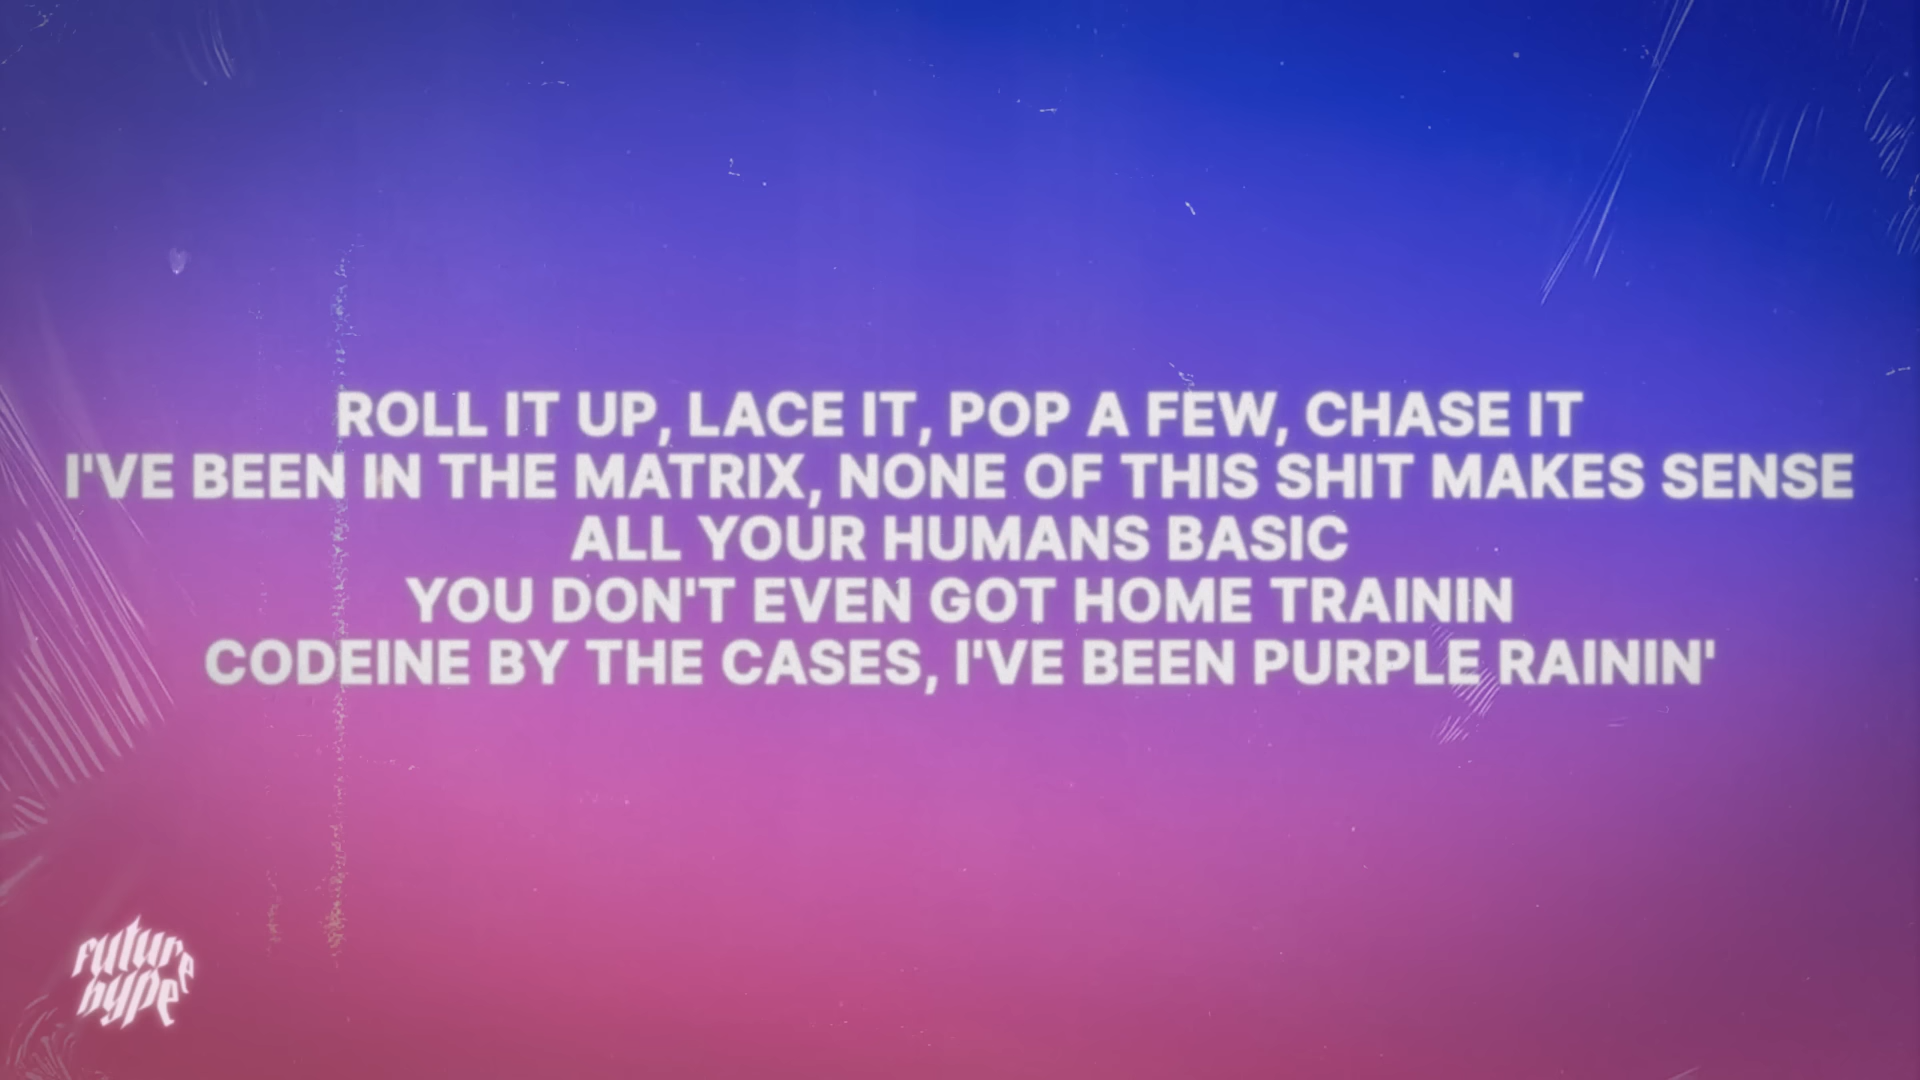 ROLL IT UP, LACE IT, POP A FEW, CHASE IT
I'VE BEEN IN THE MATRIX, NONE OF THIS SHIT MAKES SENSE
ALL YOUR HUMANS BASIC
YOU DON'T EVEN GOT HOME TRAININ
CODEINE BY THE CASES, I'VE BEEN PURPLE RAININ'
future
hype